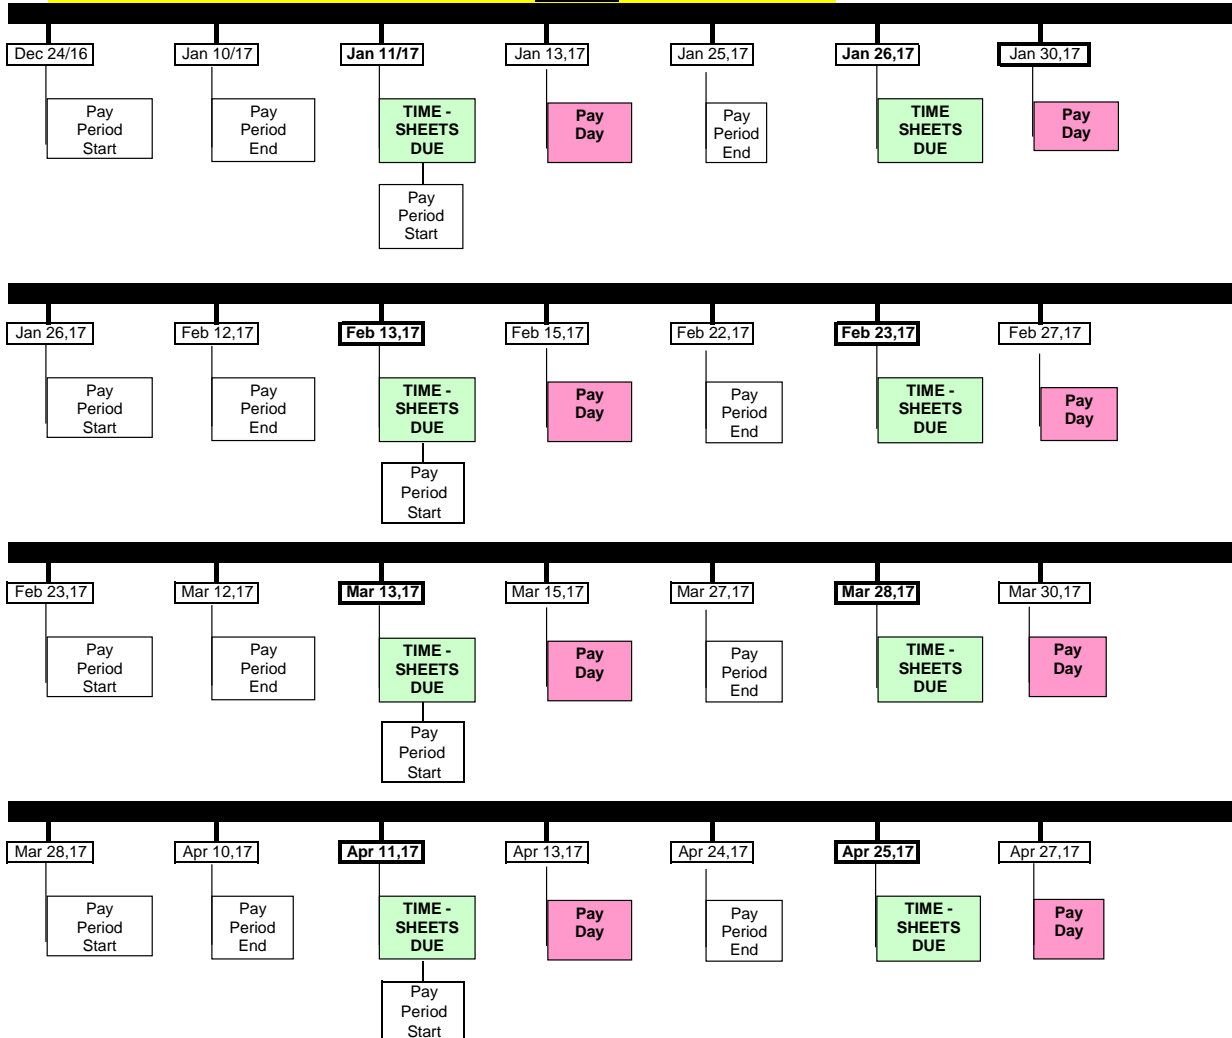 Dec 24/16 Jan 10/17 Jan 11/17 Jan 13,17 Jan 25,17 Jan 26,17 Jan 30,17
Pay
Period
Start
Pay
Period
End
TIME -
SHEETS
DUE
Pay
Period
Start
Pay
Day
Pay
Period
End
TIME
SHEETS
DUE
Pay
Day
Jan 26,17 Feb 12,17 Feb 13,17 Feb 15,17 Feb 22,17 Feb 23,17 Feb 27,17
Pay
Period
Start
Pay
Period
End
TIME -
SHEETS
DUE
Pay
Period
Start
Pay
Day
Pay
Period
End
TIME -
SHEETS
DUE
Pay
Day
Feb 23,17 Mar 12,17 Mar 13,17 Mar 15,17 Mar 27,17 Mar 28,17 Mar 30,17
Pay
Period
Start
Pay
Period
End
TIME -
SHEETS
DUE
Pay
Period
Start
Pay
Day
Pay
Period
End
TIME -
SHEETS
DUE
Pay
Day
Mar 28,17 Apr 10,17 Apr 11,17 Apr 13,17 Apr 24,17 Apr 25,17 Apr 27,17
Pay
Period
Start
Pay
Period
End
TIME -
SHEETS
DUE
Pay
Period
Start
Pay
Day
Pay
Period
End
TIME -
SHEETS
DUE
Pay
Day